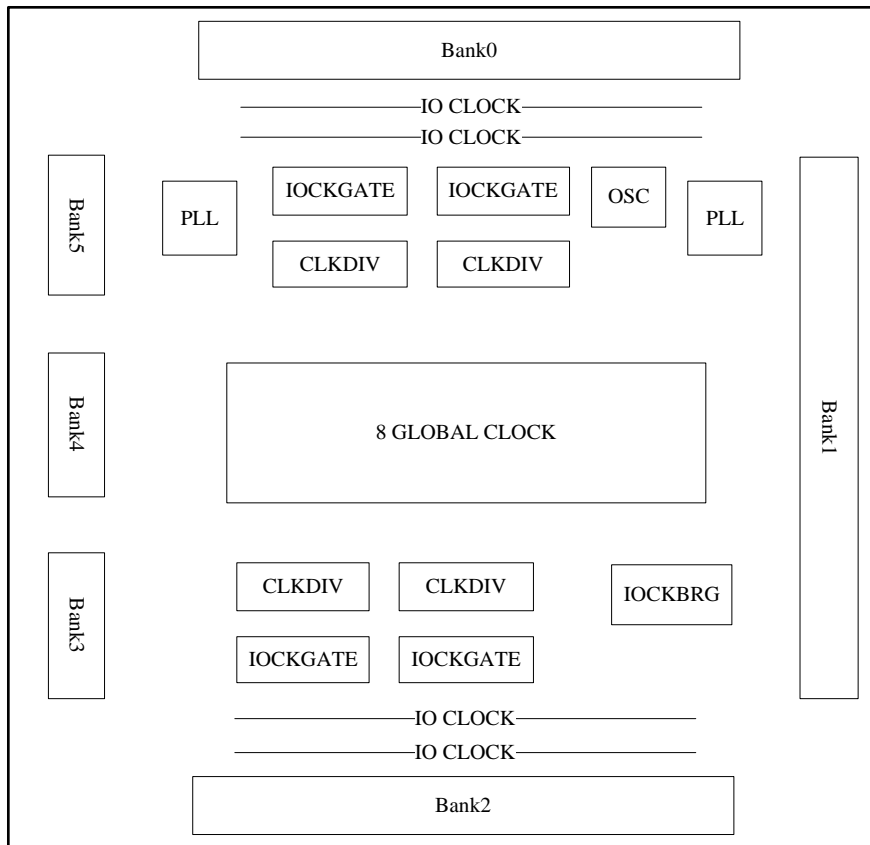 Bank0
IO CLOCK
IO CLOCK
Bank5
PLL
IOCKGATE
IOCKGATE
OSC
PLL
CLKDIV
CLKDIV
Bank4
8 GLOBAL CLOCK
Bank1
Bank3
CLKDIV
CLKDIV
IOCKBRG
IOCKGATE
IOCKGATE
IO CLOCK
IO CLOCK
Bank2